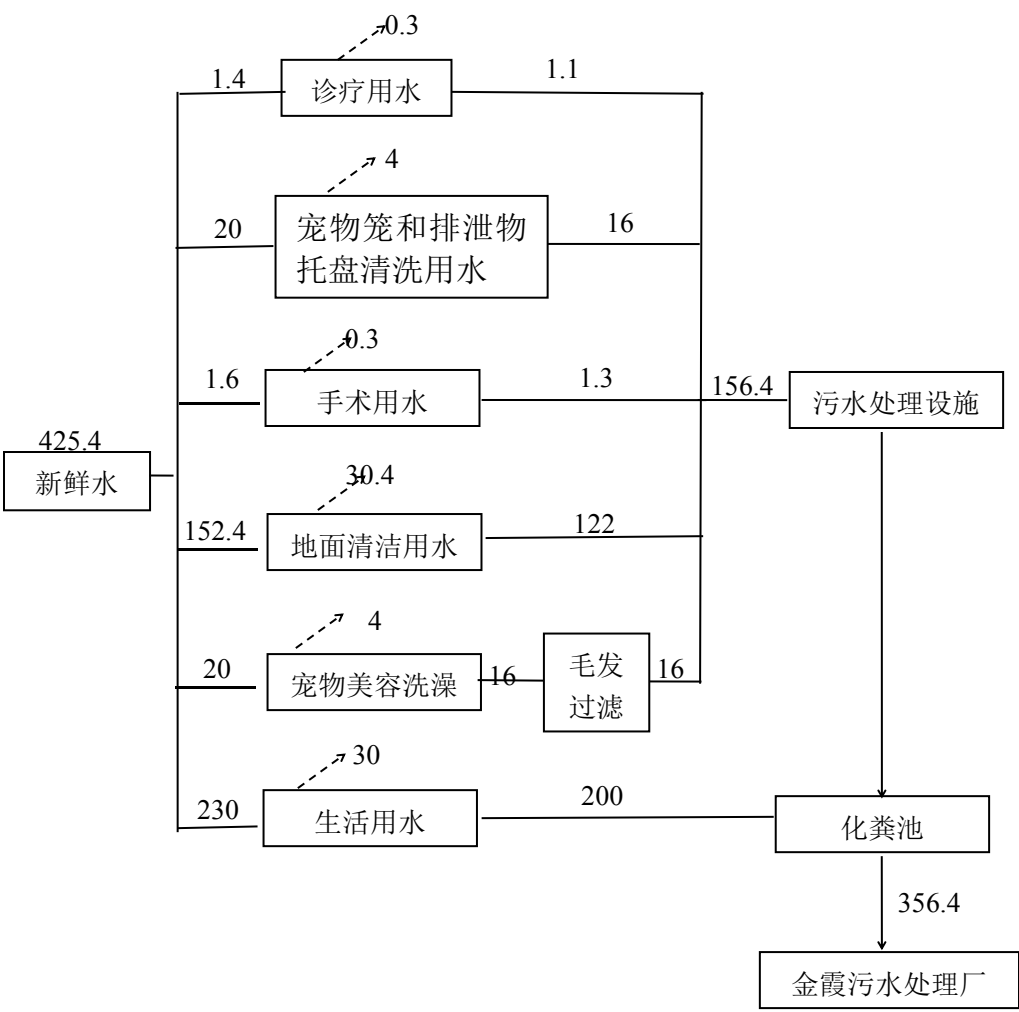 0.3
1.4
诊疗用水
1.1
4
20
宠物笼和排泄物
托盘清洗用水
16
0.3
1.6
手术用水
1.3
156.4
污水处理设施
425.4
新鲜水
30.4
152.4
地面清洁用水
122
4
20
宠物美容洗澡
16
毛发
过滤
16
30
230
生活用水
200
化粪池
356.4
金霞污水处理厂